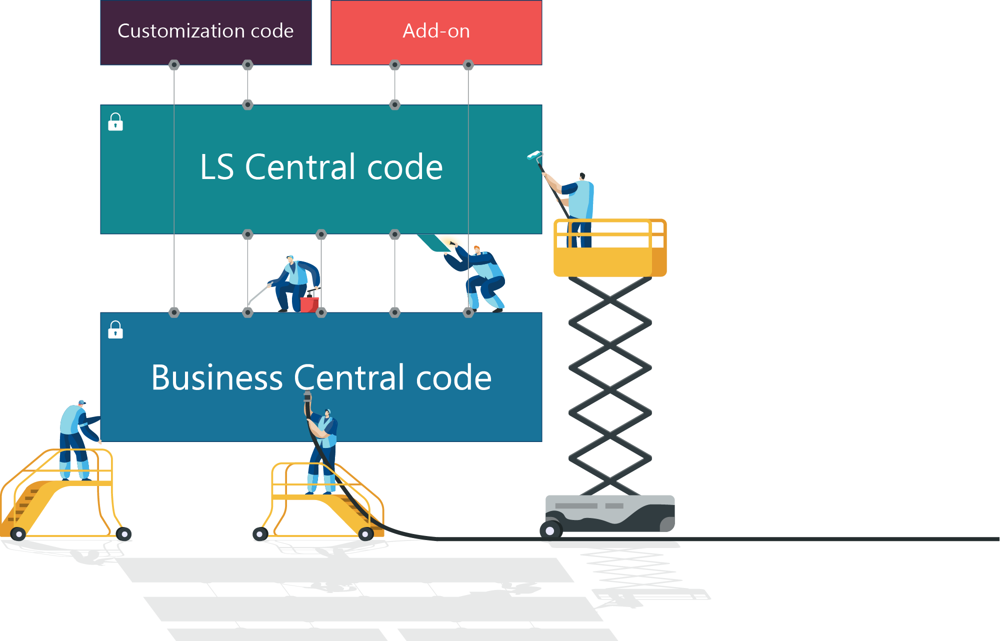 Customization code
Add-on
LS Central code
Business Central code